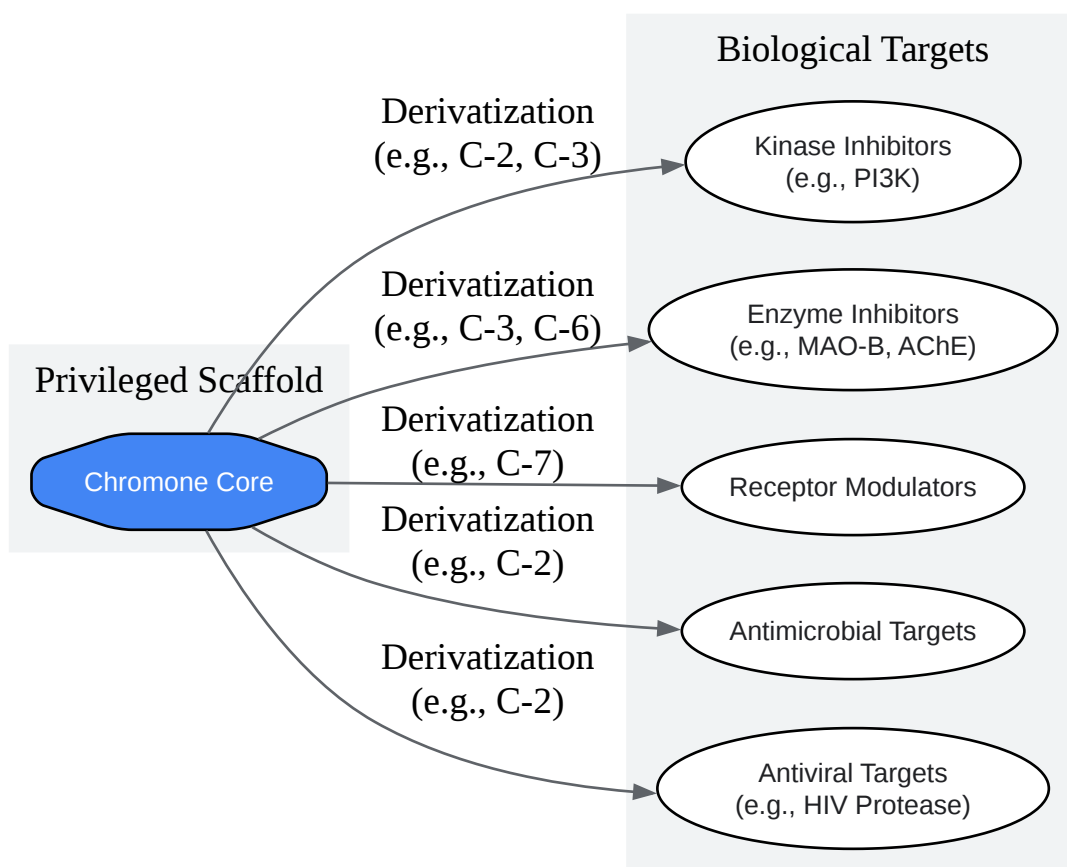 Biological Targets
Derivatization
(e.g., C-2, C-3)
Kinase Inhibitors
(e.g., PI3K)
Derivatization
(e.g., C-3, C-6)
Enzyme Inhibitors
(e.g., MAO-B, AChE)
Privileged Scaffold
Chromone Core
Derivatization
(e.g., C-7)
Receptor Modulators
Derivatization
(e.g., C-2)
Antimicrobial Targets
Derivatization
(e.g., C-2)
Antiviral Targets
(e.g., HIV Protease)